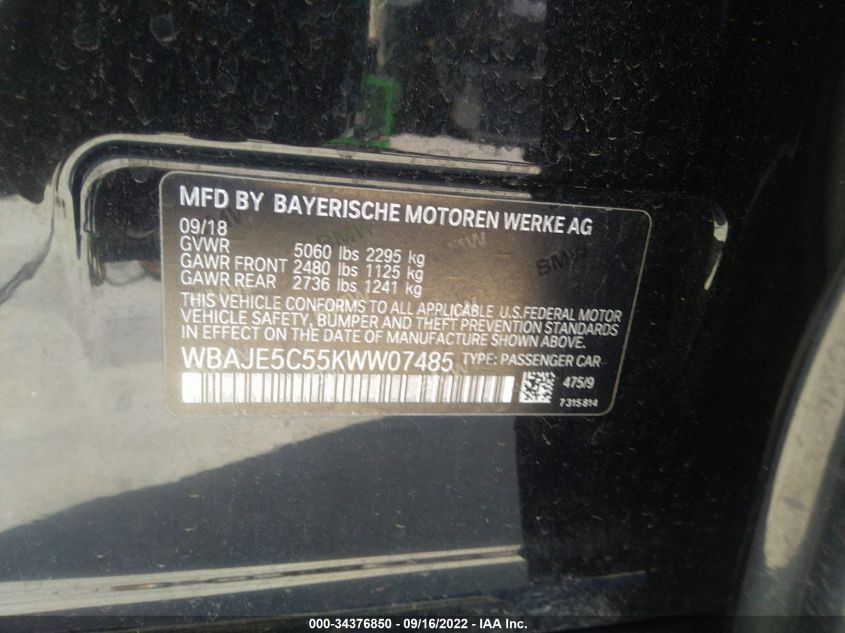 MFD BY BAYERISCHE MOTOREN WERKE AG
09/18
GVWR 5060 lbs 2295 kg
GAWR FRONT 2480 lbs 1125 kg
GAWR REAR 2736 lbs 1241 kg
THIS VEHICLE CONFORMS TO ALL APPLICABLE U.S.FEDERAL MOTOR
VEHICLE SAFETY, BUMPER AND THEFT PREVENTION STANDARDS
IN EFFECT ON THE DATE OF MANUFACTURE SHOWN ABOVE.
WBAJE5C55KWW07485 TYPE: PASSENGER CAR
475/9
7315814
BMW
BMW
BMW
000-34376850 - 09/16/2022 - IAA Inc.